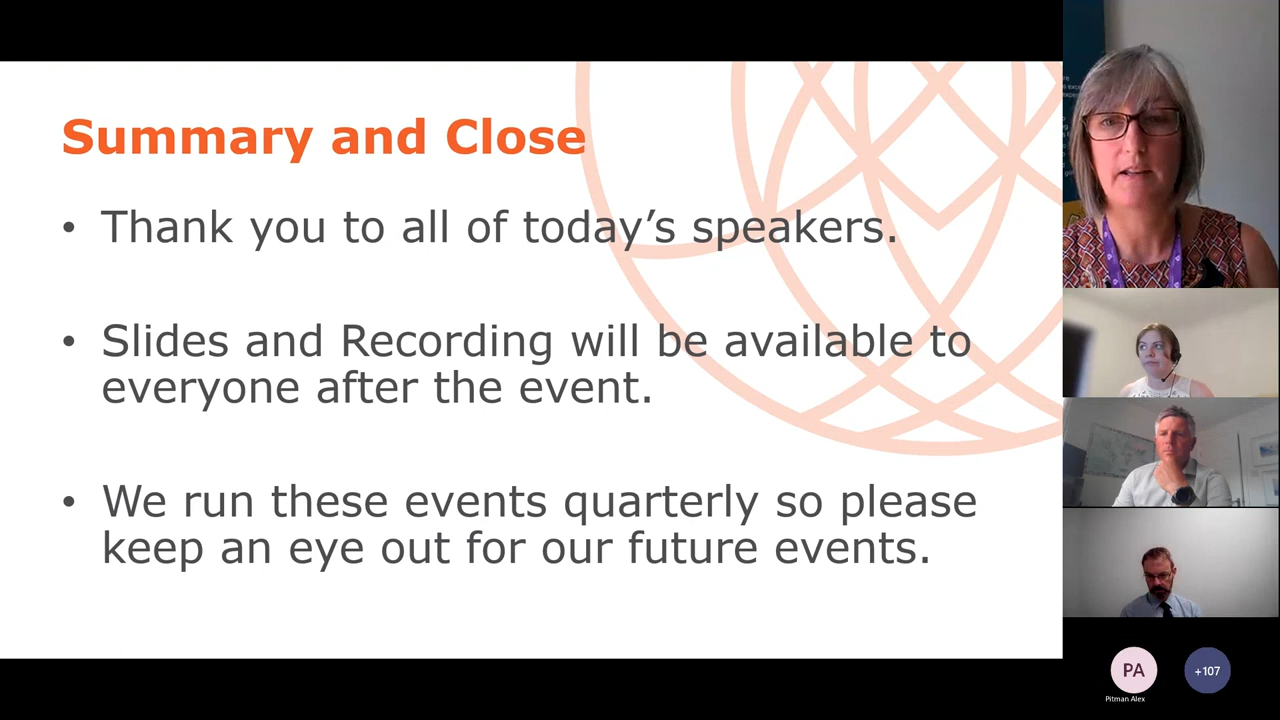 Summary and Close
• Thank you to all of today’s speakers.
• Slides and Recording will be available to
everyone after the event.
• We run these events quarterly so please
keep an eye out for our future events.
PA
+107
Pitman Alex